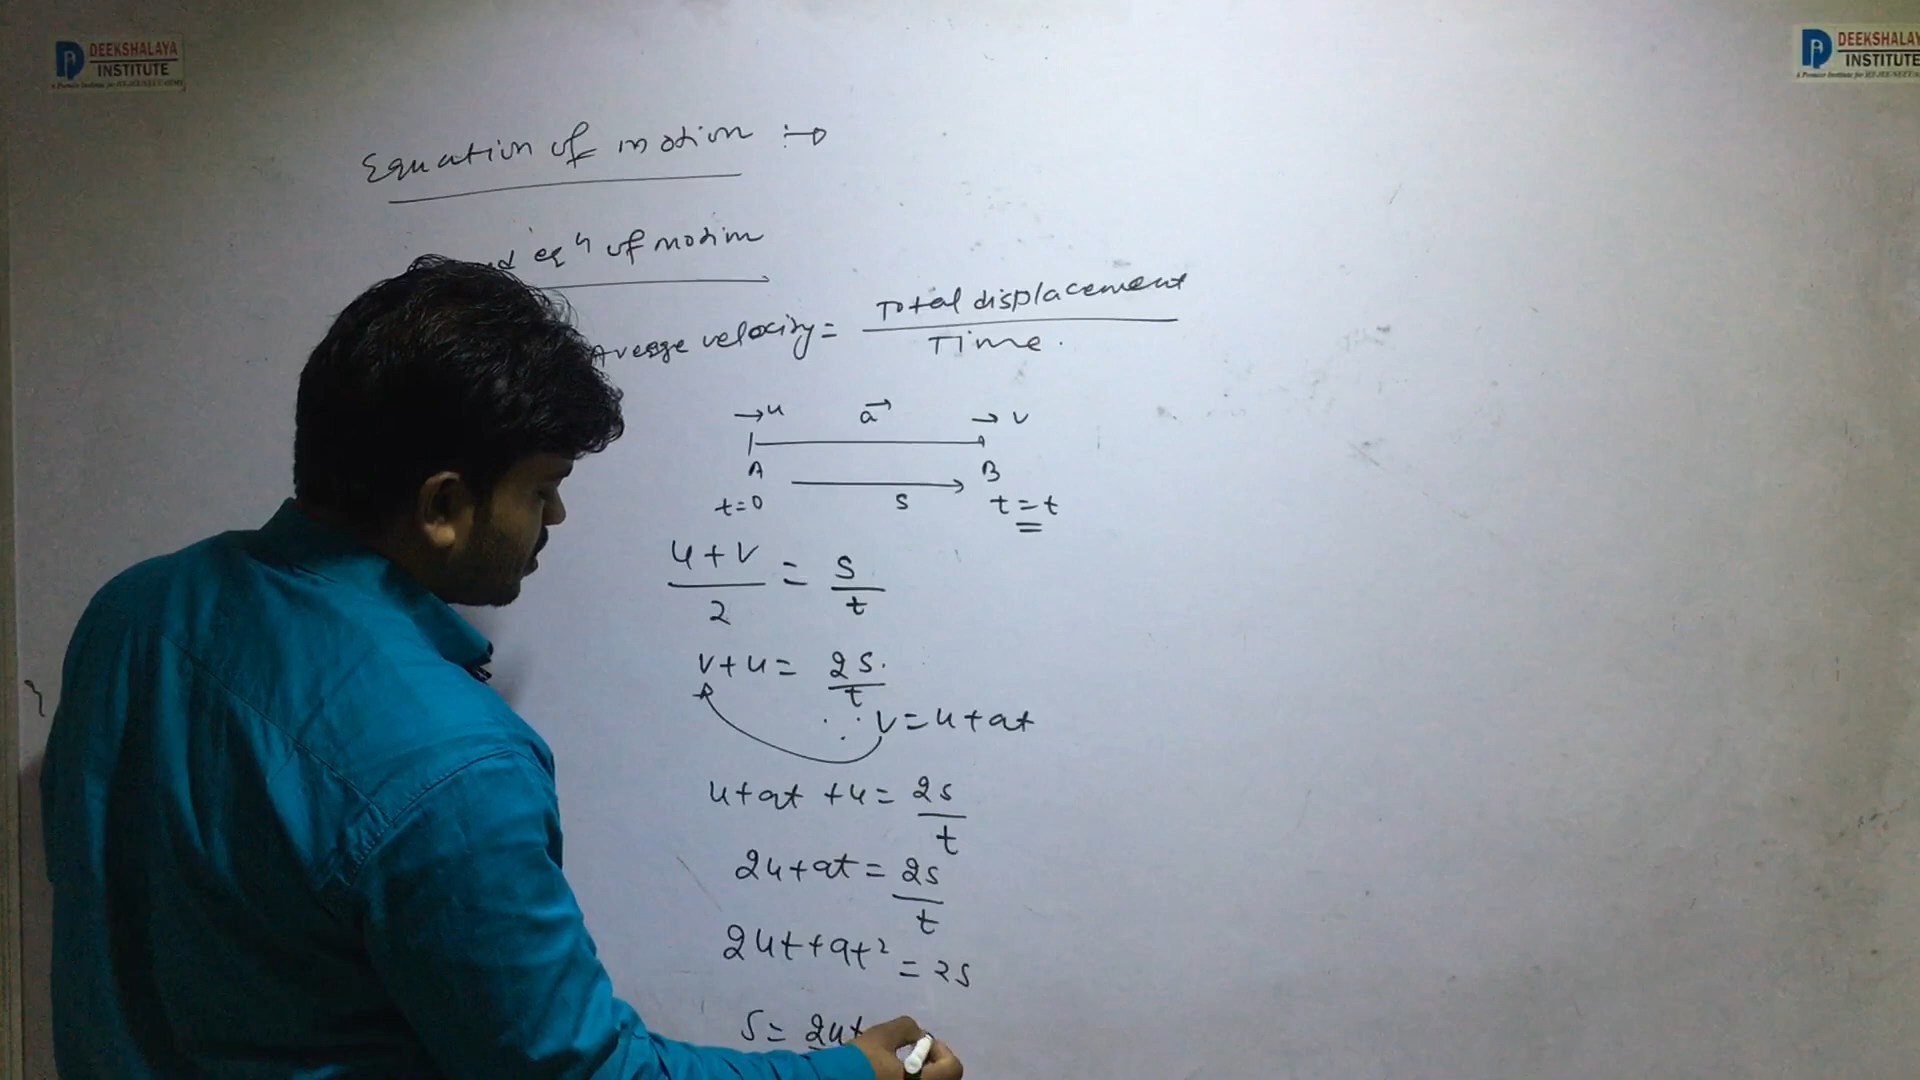 DEEKSHALAYA
INSTITUTE
DEEKSHALAY
INSTITUTE
Equation of motion :→
eqⁿ of motion
Average velocity = Total displacement / Time.
→u a→ → v
A B
t=0 s t=t
u+v / 2 = s / t
v+u = 2s. / t
∵ v=u+at
u+at +u = 2s / t
2u+at = 2s / t
2ut+at² = 2s
s= 2ut